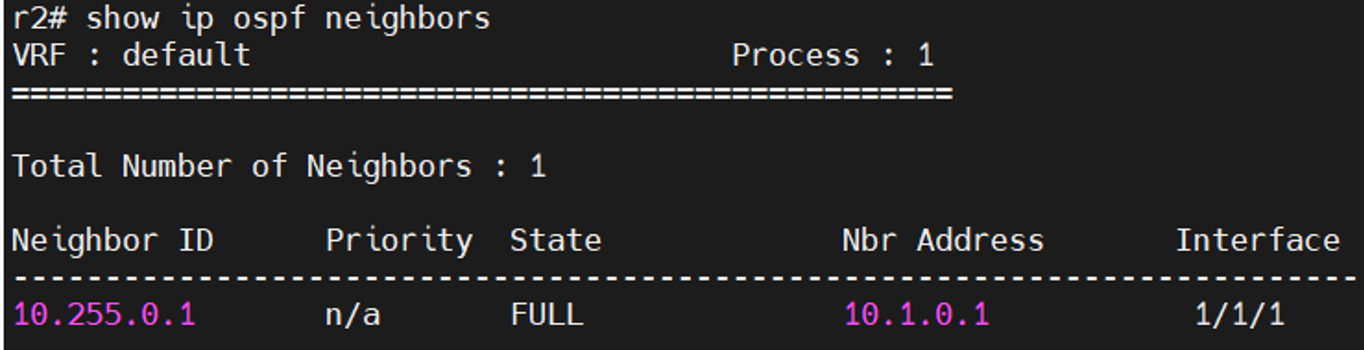 r2# show ip ospf neighbors
VRF : default                          Process : 1
===================================================
Total Number of Neighbors : 1
Neighbor ID      Priority  State             Nbr Address       Interface
-------------------------------------------------------------------------
10.255.0.1       n/a       FULL              10.1.0.1           1/1/1